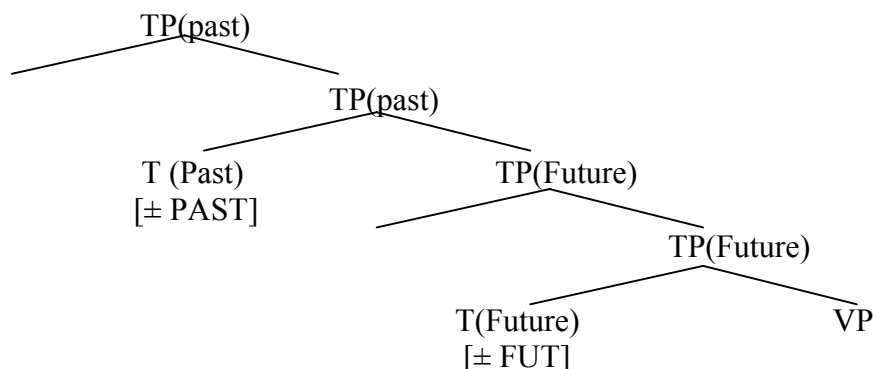 TP(past)
TP(past)
T (Past) TP(Future)
[± PAST]
TP(Future)
T(Future) VP
[± FUT]